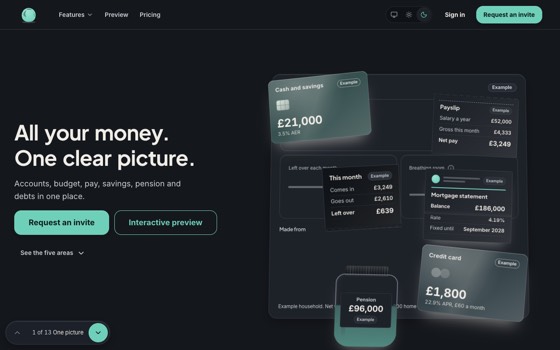 Features
Preview
Pricing
Sign in
Request an invite
All your money.
One clear picture.
Accounts, budget, pay, savings, pension and
debts in one place.
Request an invite
Interactive preview
See the five areas
1 of 13 One picture
Example
Cash and savings
Example
£21,000
3.5% AER
Payslip
Example
Salary a year
£52,000
Gross this month
£4,333
Net pay
£3,249
Left over each
Breathing room
This month
Example
Comes in
£3,249
Goes out
£2,610
Left over
£639
Made from
Mortgage statement
Balance
£186,000
Rate
4.19%
Fixed until
September 2028
Credit card
Example
£1,800
22.9% APR, £60 a month
Pension
£96,000
Example
Example household. Net
home